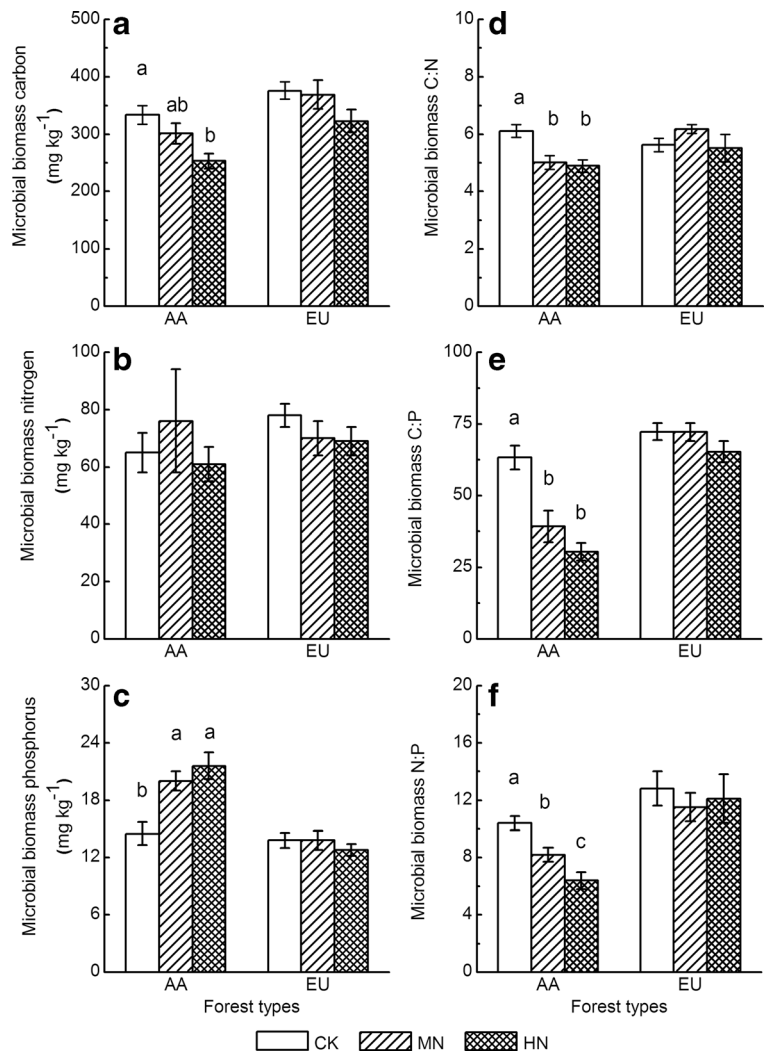 a
Microbial biomass carbon
(mg kg⁻¹)
500
400
300
250
100
0
a
ab
b
AA
EU
b
Microbial biomass nitrogen
(mg kg⁻¹)
100
80
60
40
20
0
AA
EU
c
Microbial biomass phosphorus
(mg kg⁻¹)
30
24
18
12
6
0
b
a
a
AA
EU
Forest types
d
Microbial biomass C:N
10
8
6
4
2
0
a
b
b
AA
EU
e
Microbial biomass C:P
100
75
50
25
0
a
b
b
AA
EU
f
Microbial biomass N:P
20
16
12
8
4
0
a
b
c
AA
EU
Forest types
CK
MN
HN